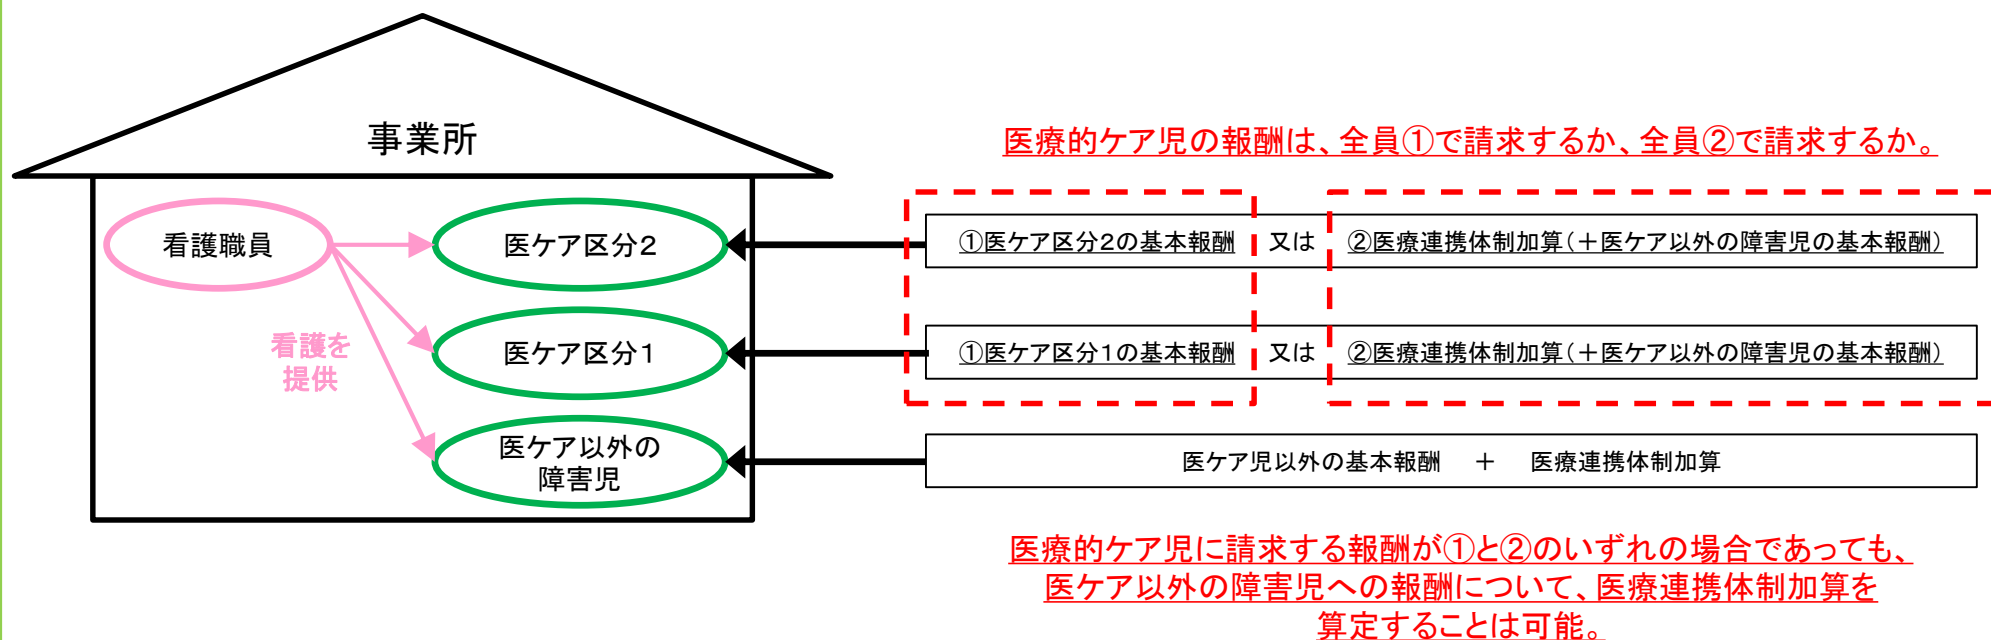 事業所
看護職員
看護を
提供
医ケア区分2
医ケア区分1
医ケア以外の
障害児
医療的ケア児の報酬は、全員①で請求するか、全員②で請求するか。
①医ケア区分2の基本報酬 又は ②医療連携体制加算（＋医ケア以外の障害児の基本報酬）
①医ケア区分1の基本報酬 又は ②医療連携体制加算（＋医ケア以外の障害児の基本報酬）
医ケア児以外の基本報酬 ＋ 医療連携体制加算
医療的ケア児に請求する報酬が①と②のいずれの場合であっても、
医ケア以外の障害児への報酬について、医療連携体制加算を
算定することは可能。